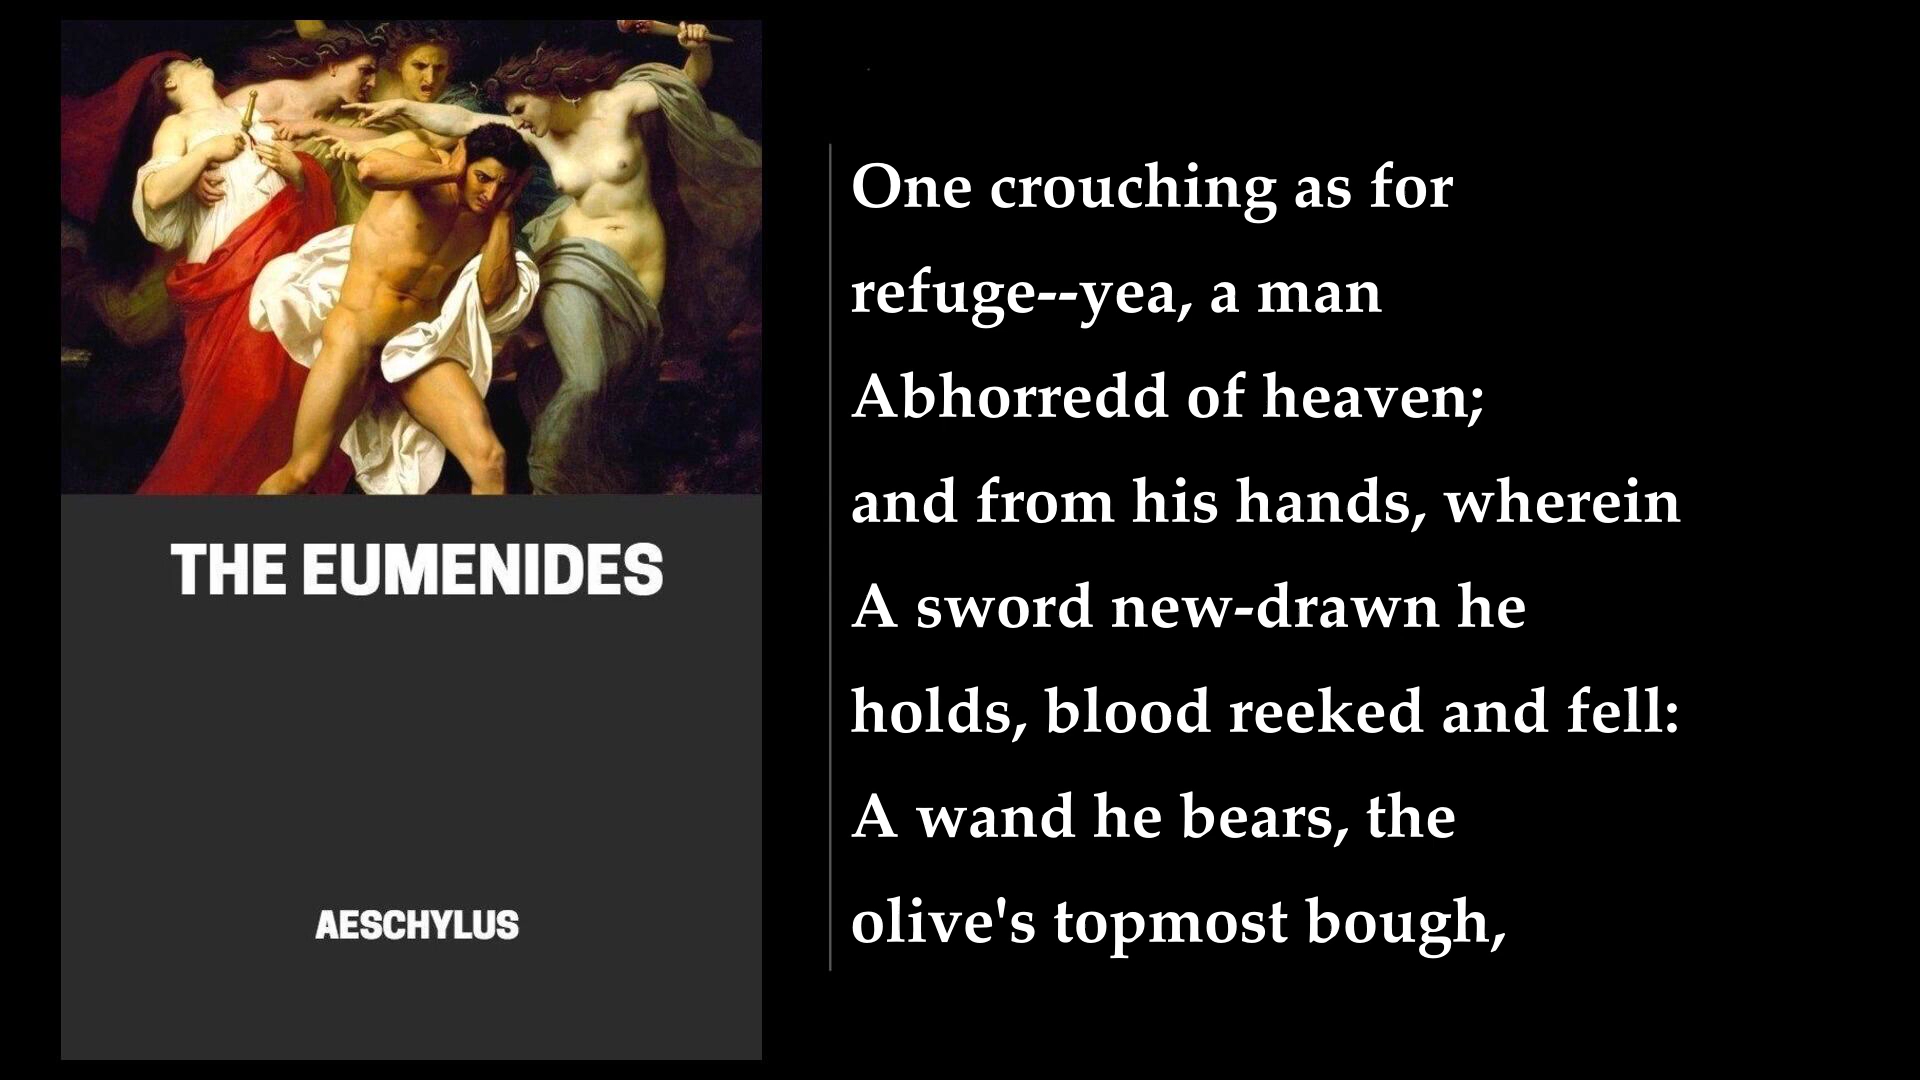 THE EUMENIDES
AESCHYLUS
One crouching as for
refuge--yea, a man
Abhorredd of heaven;
and from his hands, wherein
A sword new-drawn he
holds, blood reeked and fell:
A wand he bears, the
olive's topmost bough,